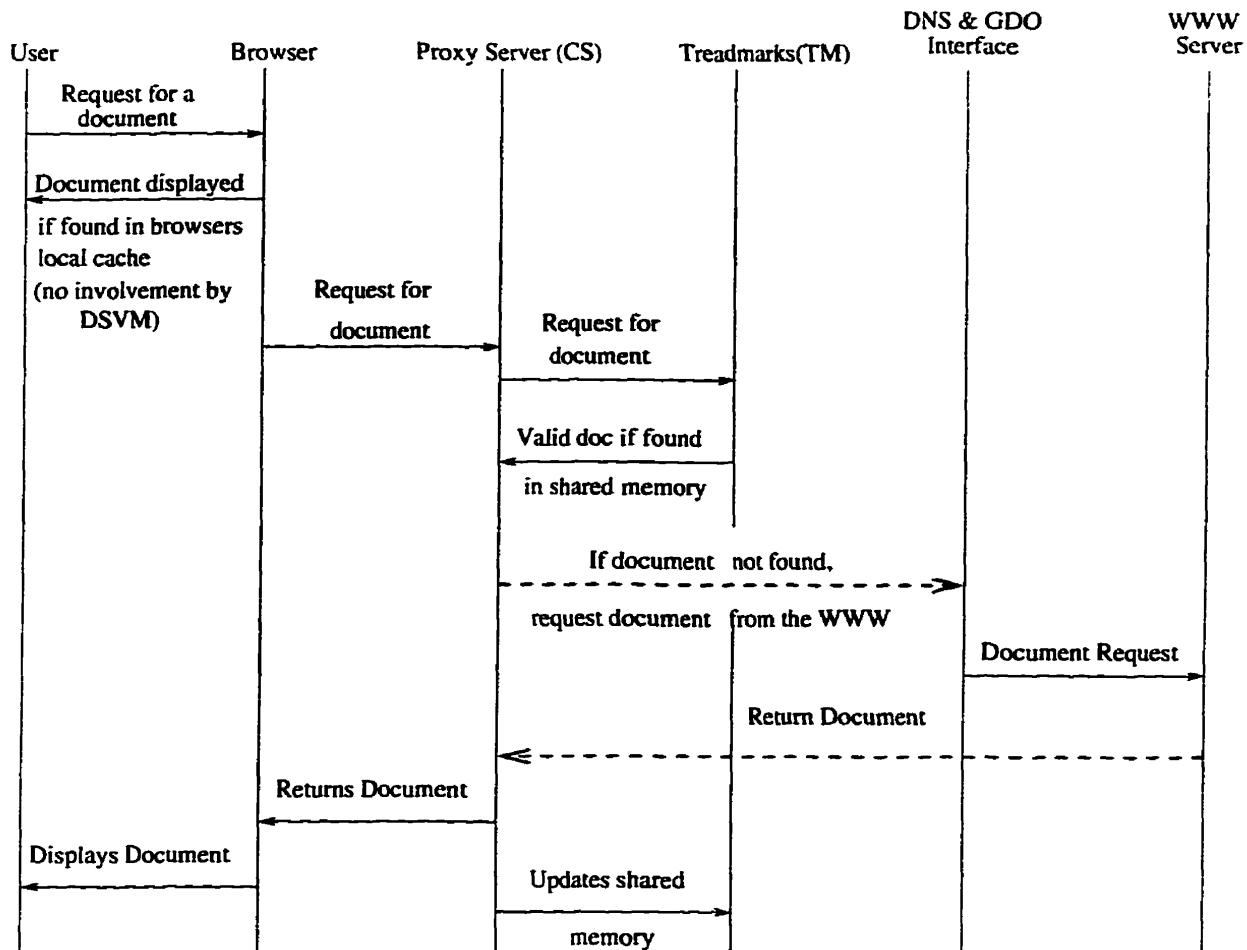 User
Browser
Proxy Server (CS)
Treadmarks(TM)
DNS & GDO
Interface
WWW
Server
Request for a
document
Document displayed
if found in browsers
local cache
(no involvement by
DSVM)
Request for
document
Request for
document
Valid doc if found
in shared memory
If document not found,
request document from the WWW
Document Request
Return Document
Returns Document
Displays Document
Updates shared
memory